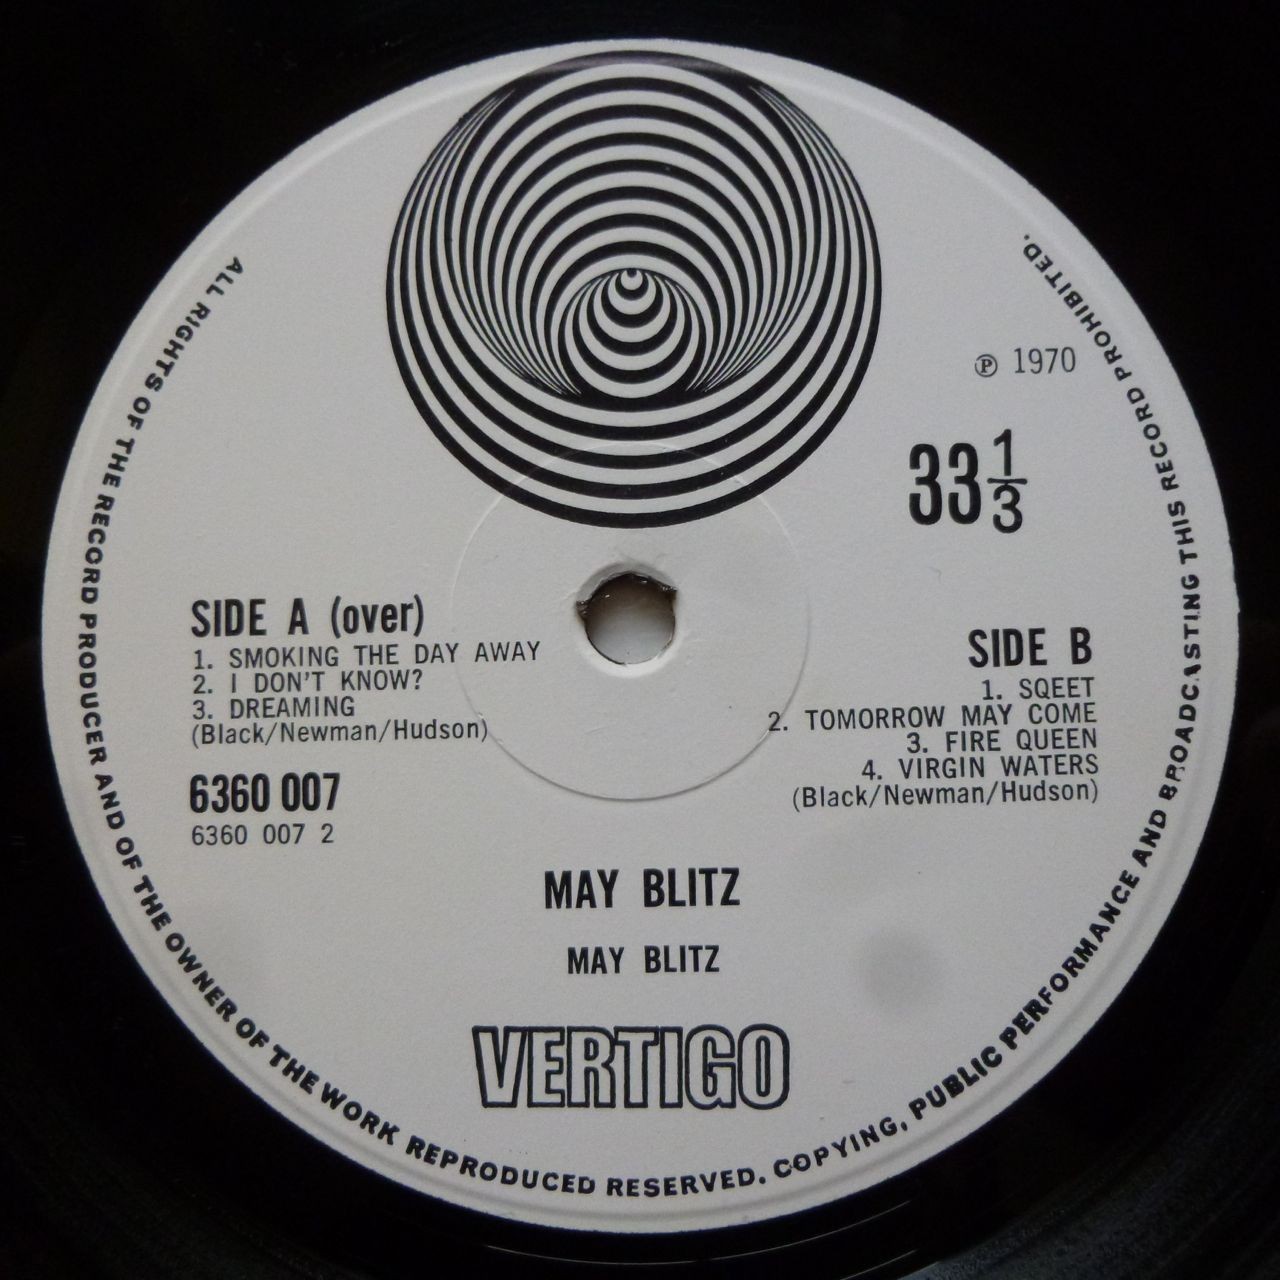 ALL RIGHTS OF THE RECORD PRODUCER AND OF THE OWNER OF THE WORK REPRODUCED RESERVED. COPYING, PUBLIC PERFORMANCE AND BROADCASTING THIS RECORD PROHIBITED.
℗ 1970
33 1/3
SIDE A (over)
1. SMOKING THE DAY AWAY
2. I DON'T KNOW?
3. DREAMING
(Black/Newman/Hudson)
6360 007
6360 007 2
SIDE B
1. SQEET
2. TOMORROW MAY COME
3. FIRE QUEEN
4. VIRGIN WATERS
(Black/Newman/Hudson)
MAY BLITZ
MAY BLITZ
VERTIGO